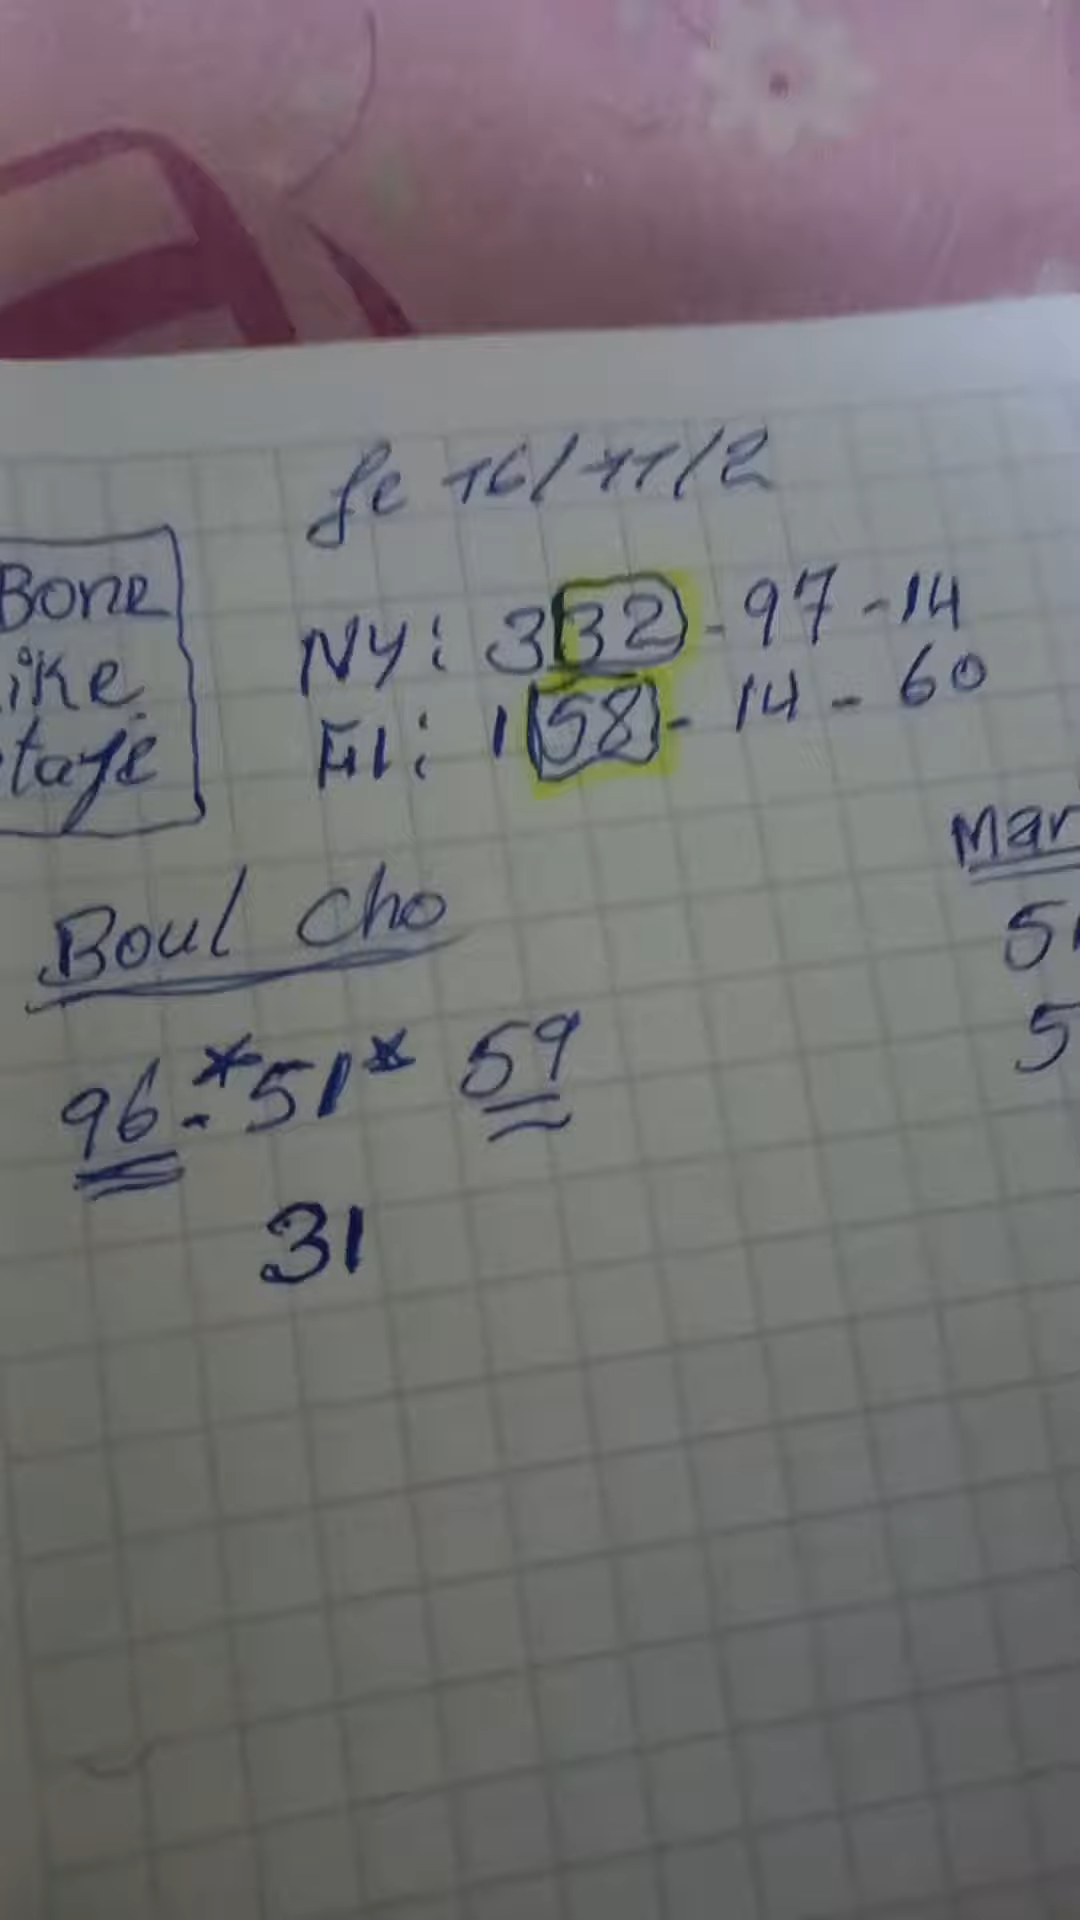 Le 16/11/2
Bone
ike
taje
NY: 332 - 97 - 14
Fl: 158 - 14 - 60
Boul Cho
Mar
96 - *51* 59
5
5
31